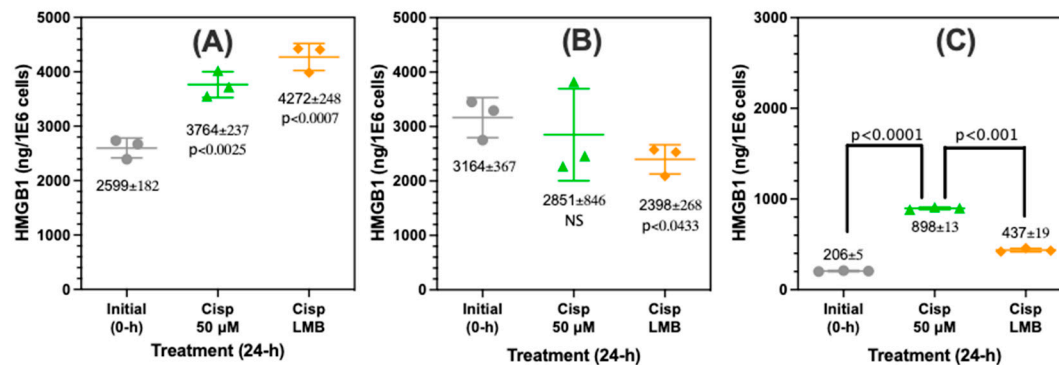 (A)
HMGB1 (ng/1E6 cells)
5000
4000
3000
2000
1000
0
2599±182
3764±237
p<0.0025
4272±248
p<0.0007
Initial
(0-h)
Cisp
50 µM
Cisp
LMB
Treatment (24-h)
(B)
HMGB1 (ng/1E6 cells)
5000
4000
3000
2000
1000
0
3164±367
2851±846
NS
2398±268
p<0.0433
Initial
(0-h)
Cisp
50 µM
Cisp
LMB
Treatment (24-h)
(C)
HMGB1 (ng/1E6 cells)
3000
2000
1000
0
p<0.0001
p<0.001
206±5
898±13
437±19
Initial
(0-h)
Cisp
50 µM
Cisp
LMB
Treatment (24-h)